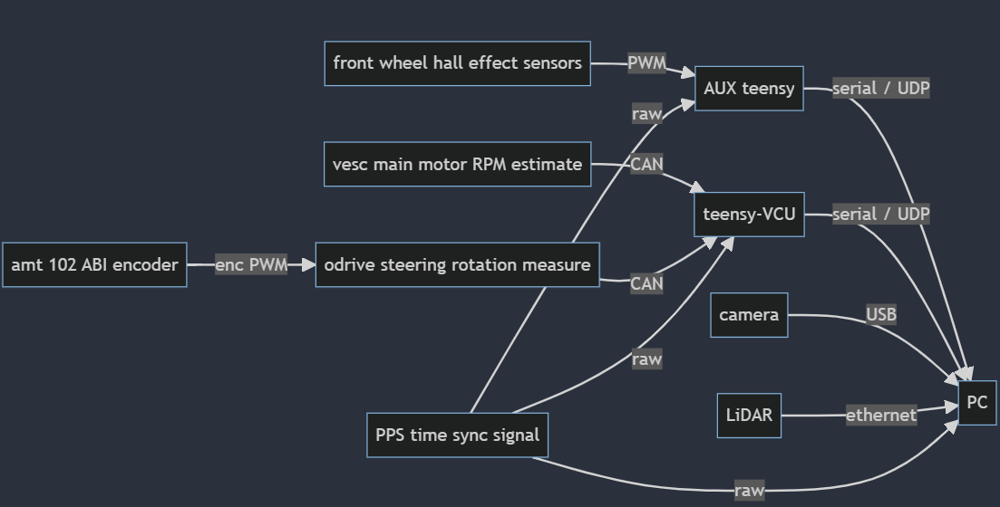 front wheel hall effect sensors
PWM
AUX teensy
serial / UDP
raw
vesc main motor RPM estimate
CAN
teensy-VCU
serial / UDP
amt 102 ABI encoder
enc PWM
odrive steering rotation measure
CAN
camera
USB
raw
LiDAR
ethernet
PC
PPS time sync signal
raw